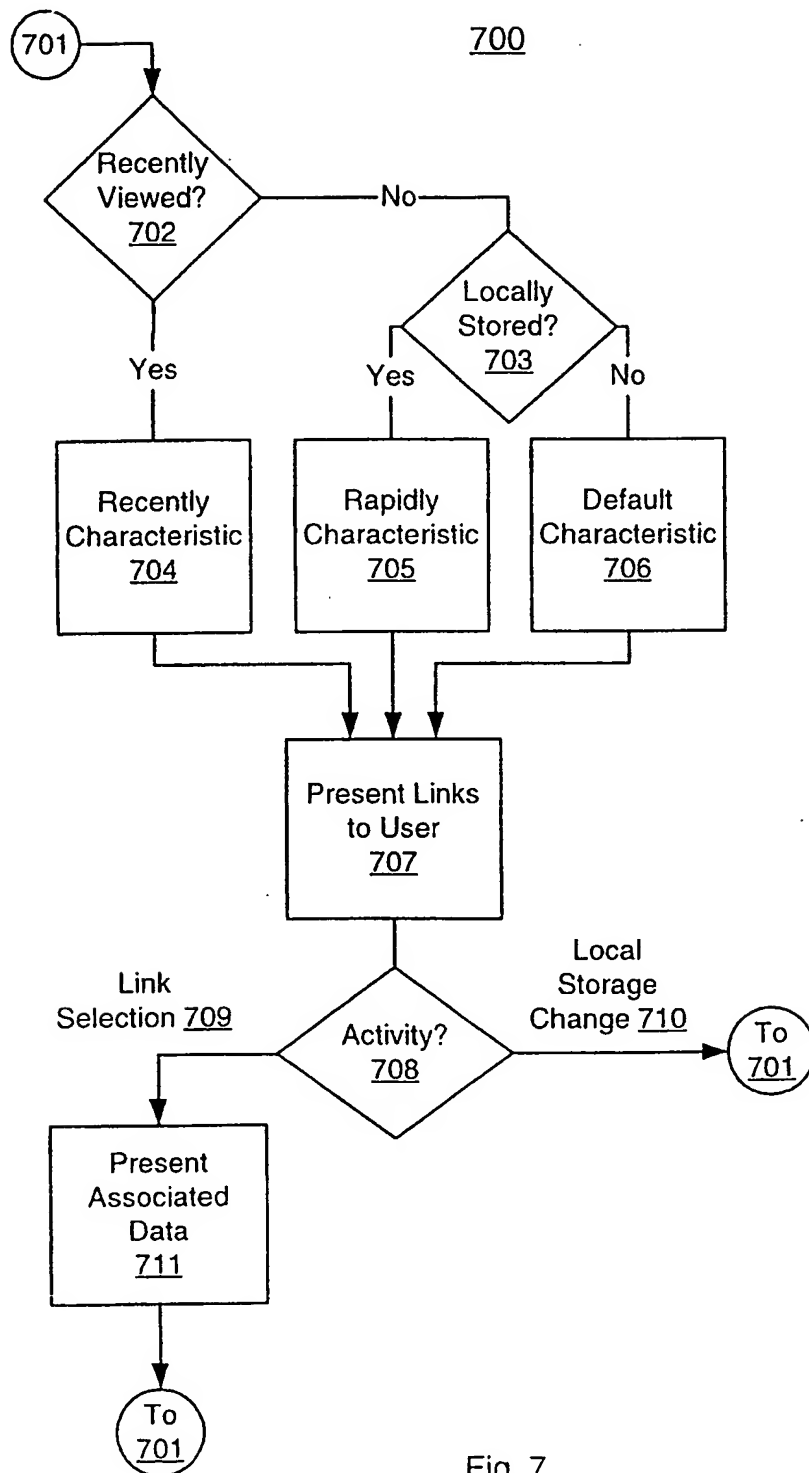 701
700
Recently
Viewed?
702
No
Locally
Stored?
703
Yes
Yes
No
Recently
Characteristic
704
Rapidly
Characteristic
705
Default
Characteristic
706
Present Links
to User
707
Link
Selection 709
Local
Storage
Change 710
Activity?
708
To
701
Present
Associated
Data
711
To
701
Fig. 7